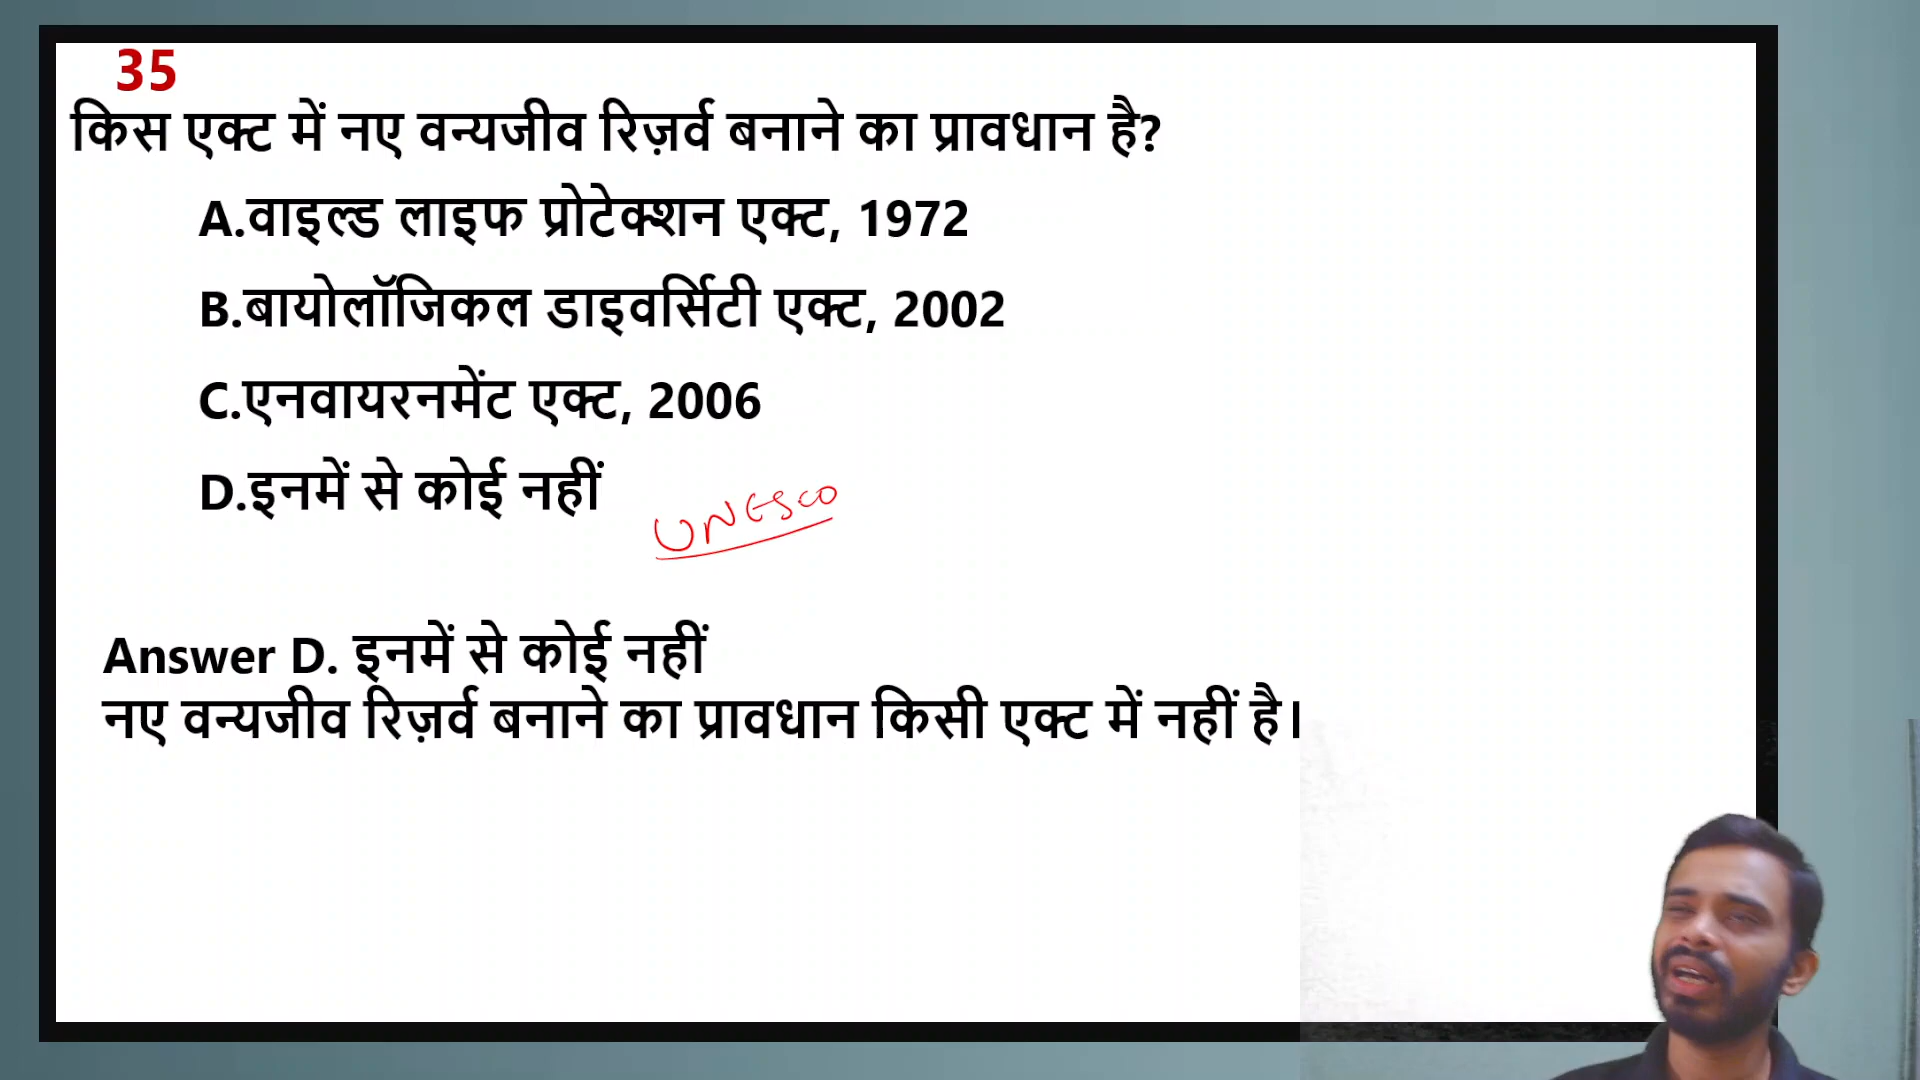 35
किस एक्ट में नए वन्यजीव रिज़र्व बनाने का प्रावधान है?
A.वाइल्ड लाइफ प्रोटेक्शन एक्ट, 1972
B.बायोलॉजिकल डाइवर्सिटी एक्ट, 2002
C.एनवायरनमेंट एक्ट, 2006
D.इनमें से कोई नहीं
UNESCO
Answer D. इनमें से कोई नहीं
नए वन्यजीव रिज़र्व बनाने का प्रावधान किसी एक्ट में नहीं है।